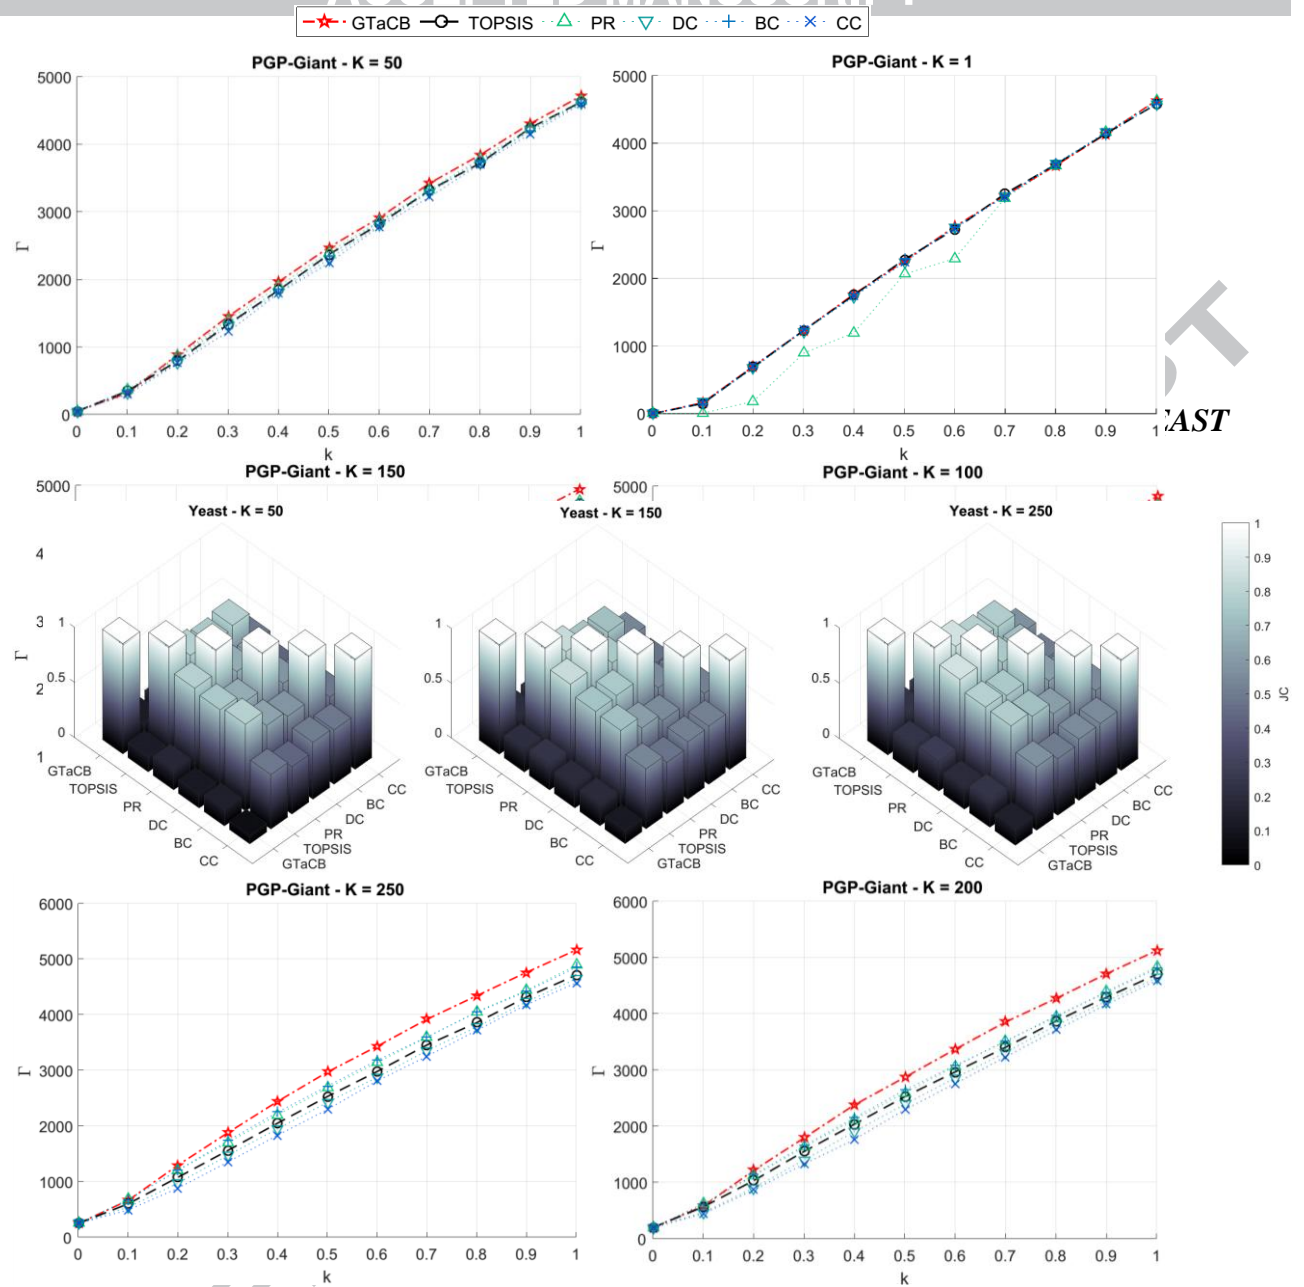 GTaCB TOPSIS PR DC BC CC
PGP-Giant - K = 50
5000
4000
3000
2000
1000
0
Γ
0 0.1 0.2 0.3 0.4 0.5 0.6 0.7 0.8 0.9 1
k
PGP-Giant - K = 1
5000
4000
3000
2000
1000
0
Γ
0 0.1 0.2 0.3 0.4 0.5 0.6 0.7 0.8 0.9 1
k
EAST
PGP-Giant - K = 150
5000
4
3
2
1
Γ
PGP-Giant - K = 100
5000
Yeast - K = 50
1
0.5
0
GTaCB
TOPSIS
PR
DC
BC
CC
CC
BC
DC
PR
TOPSIS
GTaCB
Yeast - K = 150
1
0.5
0
GTaCB
TOPSIS
PR
DC
BC
CC
CC
BC
DC
PR
TOPSIS
GTaCB
Yeast - K = 250
1
0.5
0
GTaCB
TOPSIS
PR
DC
BC
CC
CC
BC
DC
PR
TOPSIS
GTaCB
1
0.9
0.8
0.7
0.6
0.5
0.4
0.3
0.2
0.1
0
JC
PGP-Giant - K = 250
6000
5000
4000
3000
2000
1000
0
Γ
0 0.1 0.2 0.3 0.4 0.5 0.6 0.7 0.8 0.9 1
k
PGP-Giant - K = 200
6000
5000
4000
3000
2000
1000
0
Γ
0 0.1 0.2 0.3 0.4 0.5 0.6 0.7 0.8 0.9 1
k